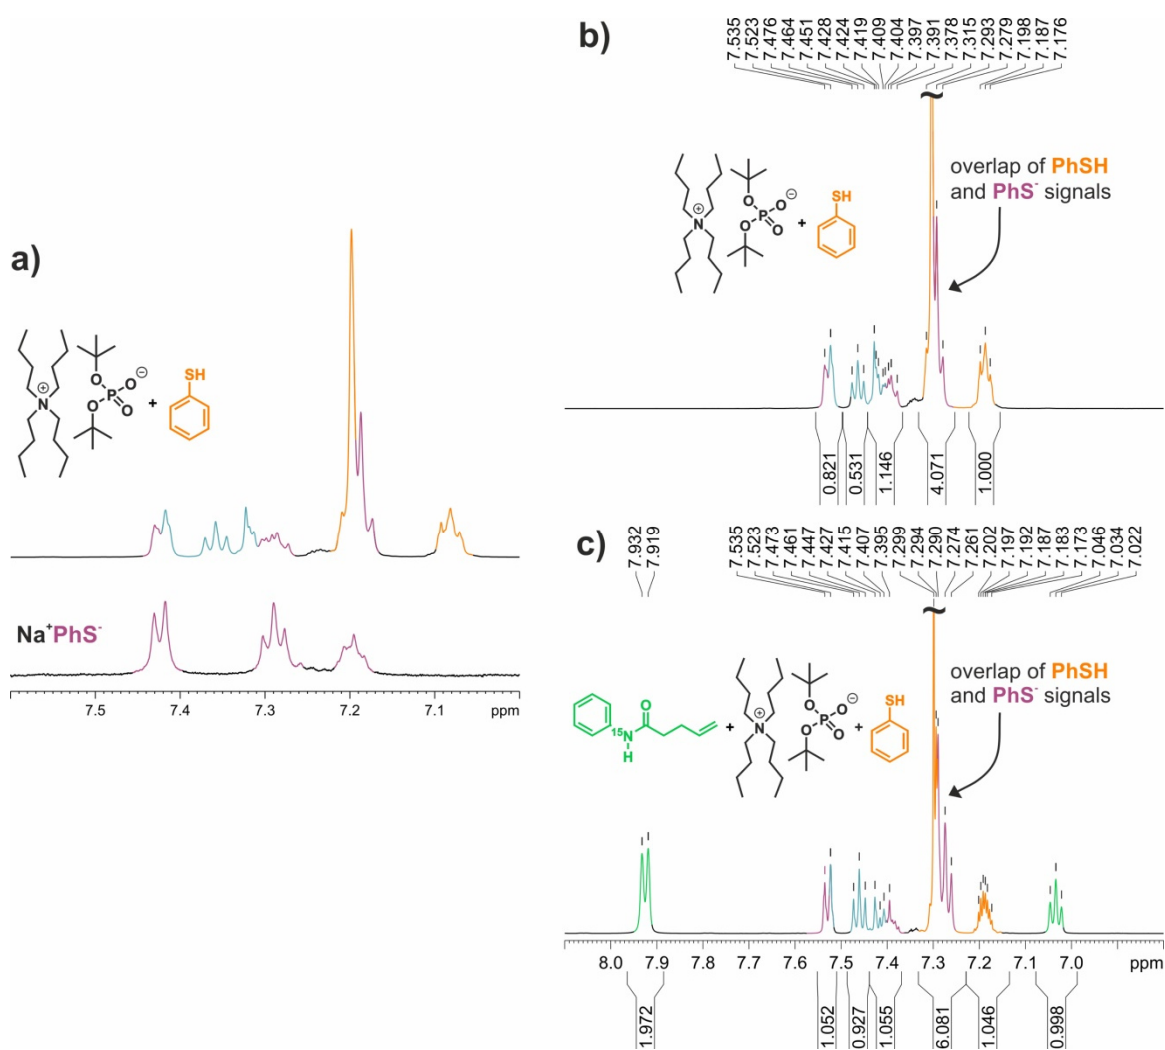 a)
SH
N
⊕
O
P
O
O⊖
O
+
Na⁺PhS⁻
7.5 7.4 7.3 7.2 7.1 ppm
b)
7.535
7.523
7.476
7.464
7.451
7.428
7.424
7.419
7.409
7.404
7.397
7.391
7.378
7.315
7.293
7.279
7.198
7.187
7.176
~
overlap of PhSH
and PhS⁻ signals
SH
N
⊕
O
P
O
O⊖
O
+
0.821
0.531
1.146
4.071
1.000
c)
7.932
7.919
7.535
7.523
7.473
7.461
7.447
7.427
7.415
7.407
7.395
7.299
7.294
7.290
7.274
7.261
7.202
7.197
7.192
7.187
7.183
7.173
7.046
7.034
7.022
~
overlap of PhSH
and PhS⁻ signals
O
15N
H
+
N
⊕
O
P
O
O⊖
O
+
SH
8.0 7.9 7.8 7.7 7.6 7.5 7.4 7.3 7.2 7.1 7.0 ppm
1.972
1.052
0.927
1.055
6.081
1.046
0.998